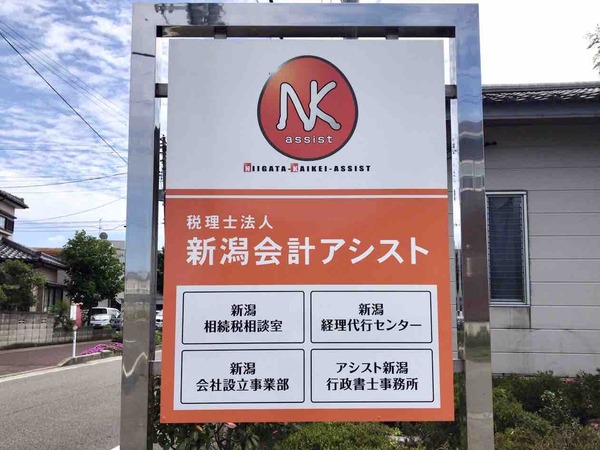 NK
assist
NIIGATA-KAIKEI-ASSIST
税理士法人
新潟会計アシスト
新潟
相続税相談室
新潟
経理代行センター
新潟
会社設立事業部
アシスト新潟
行政書士事務所